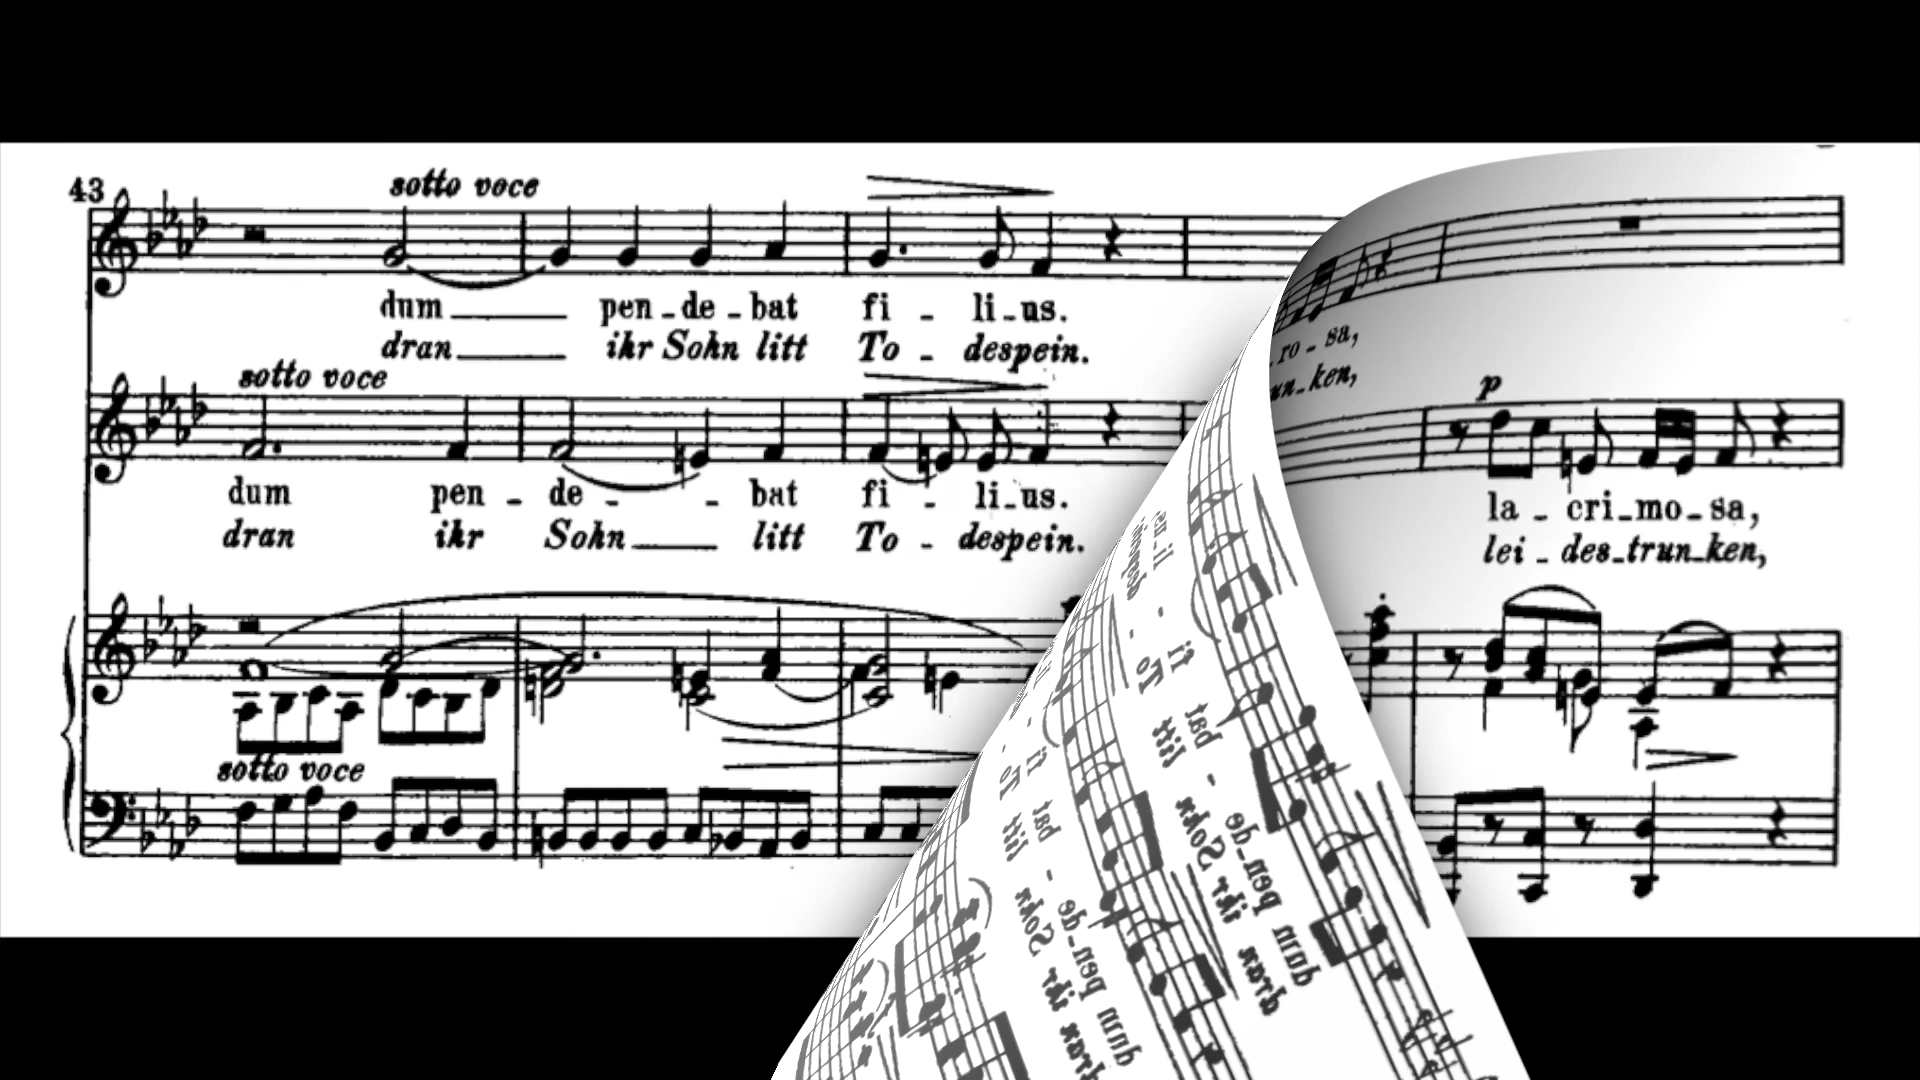 43
sotto voce
dum pen - de - bat fi - li - us.
dran ihr Sohn litt To - despein.
ro - sa,
ken,
sotto voce
p
dum pen - de - bat fi - li - us.
la - cri - mo - sa,
dran ihr Sohn litt To - despein.
lei - des - trun - ken,
sotto voce